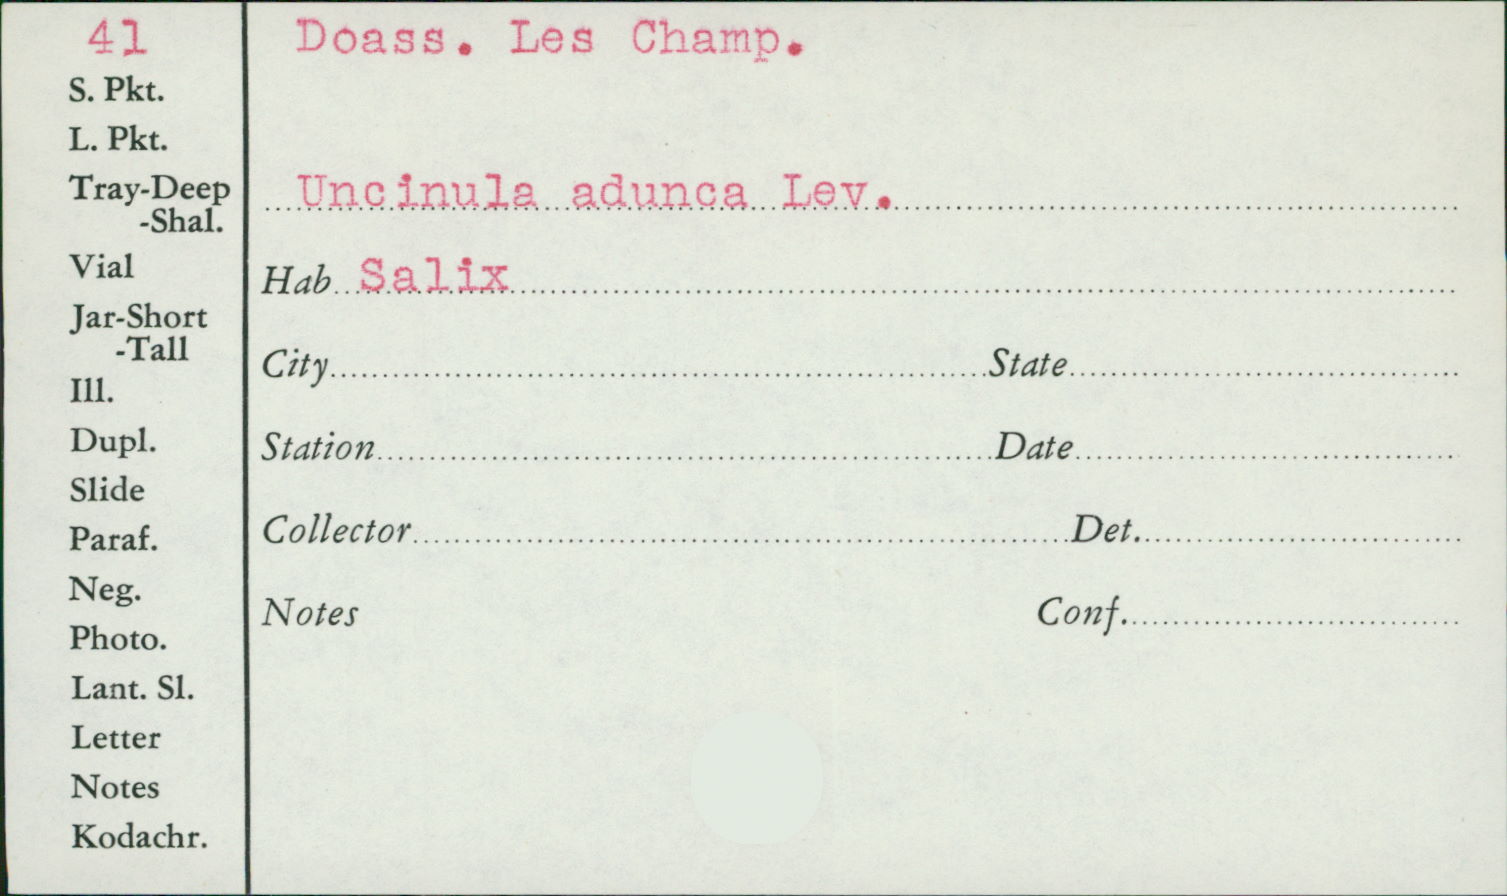 41
S. Pkt.
L. Pkt.
Tray-Deep
-Shal.
Vial
Jar-Short
-Tall
Ill.
Dupl.
Slide
Paraf.
Neg.
Photo.
Lant. Sl.
Letter
Notes
Kodachr.
Doass. Les Champ.
Uncinula adunca Lev.
Hab Salix
City State
Station Date
Collector Det.
Notes Conf.